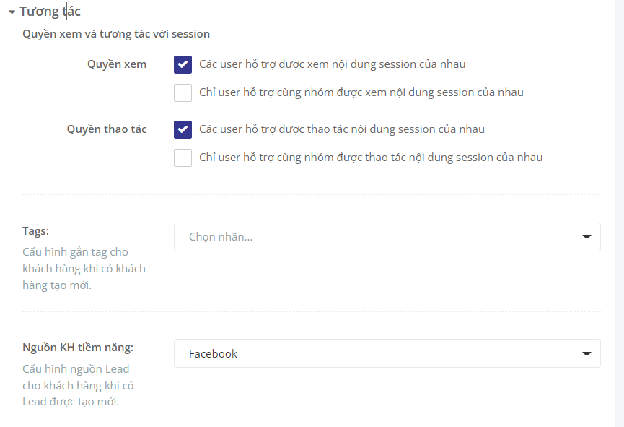 Tương tác
Quyền xem và tương tác với session
Quyền xem
Các user hỗ trợ được xem nội dung session của nhau
Chỉ user hỗ trợ cùng nhóm được xem nội dung session của nhau
Quyền thao tác
Các user hỗ trợ được thao tác nội dung session của nhau
Chỉ user hỗ trợ cùng nhóm được thao tác nội dung session của nhau
Tags:
Chọn nhãn...
Cấu hình gắn tag cho
khách hàng khi có khách
hàng tạo mới.
Nguồn KH tiềm năng:
Facebook
Cấu hình nguồn Lead
cho khách hàng khi có
Lead được tạo mới.